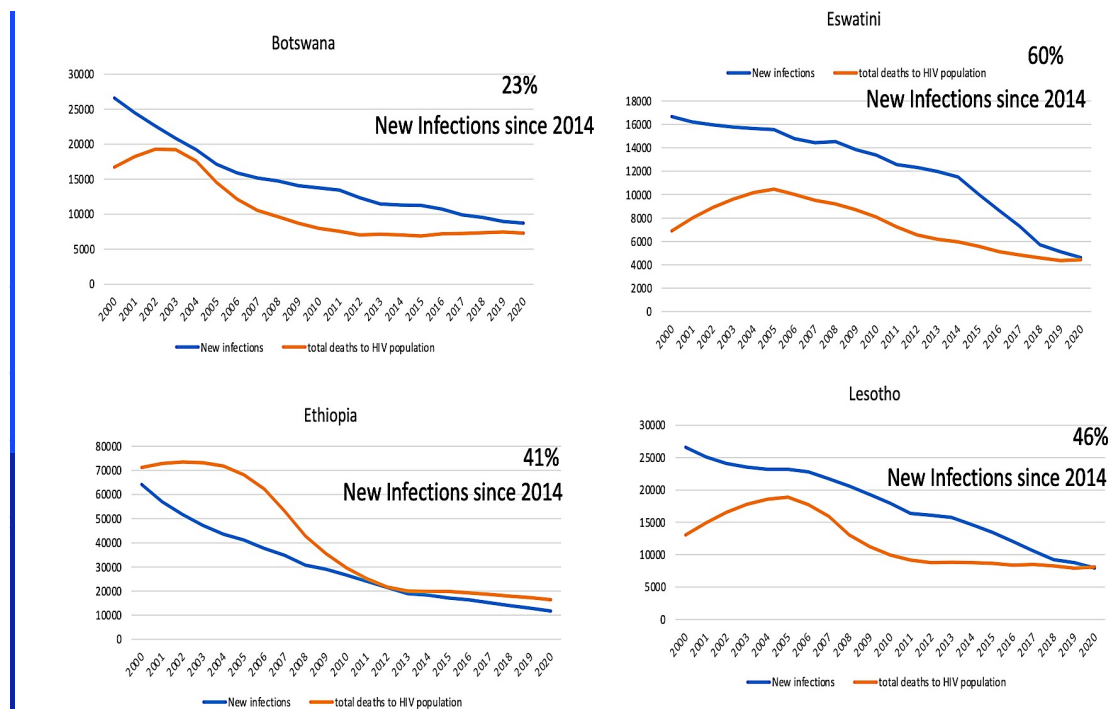 Botswana
23%
New Infections since 2014
30000
25000
20000
15000
10000
5000
0
2000 2001 2002 2003 2004 2005 2006 2007 2008 2009 2010 2011 2012 2013 2014 2015 2016 2017 2018 2019 2020
New infections total deaths to HIV population
Eswatini
60%
New infections total deaths to HIV population
New Infections since 2014
18000
16000
14000
12000
10000
8000
6000
4000
2000
0
2000 2001 2002 2003 2004 2005 2006 2007 2008 2009 2010 2011 2012 2013 2014 2015 2016 2017 2018 2019 2020
Ethiopia
41%
New Infections since 2014
80000
70000
60000
50000
40000
30000
20000
10000
0
2000 2001 2002 2003 2004 2005 2006 2007 2008 2009 2010 2011 2012 2013 2014 2015 2016 2017 2018 2019 2020
New infections total deaths to HIV population
Lesotho
46%
New Infections since 2014
30000
25000
20000
15000
10000
5000
0
2000 2001 2002 2003 2004 2005 2006 2007 2008 2009 2010 2011 2012 2013 2014 2015 2016 2017 2018 2019 2020
New infections total deaths to HIV population